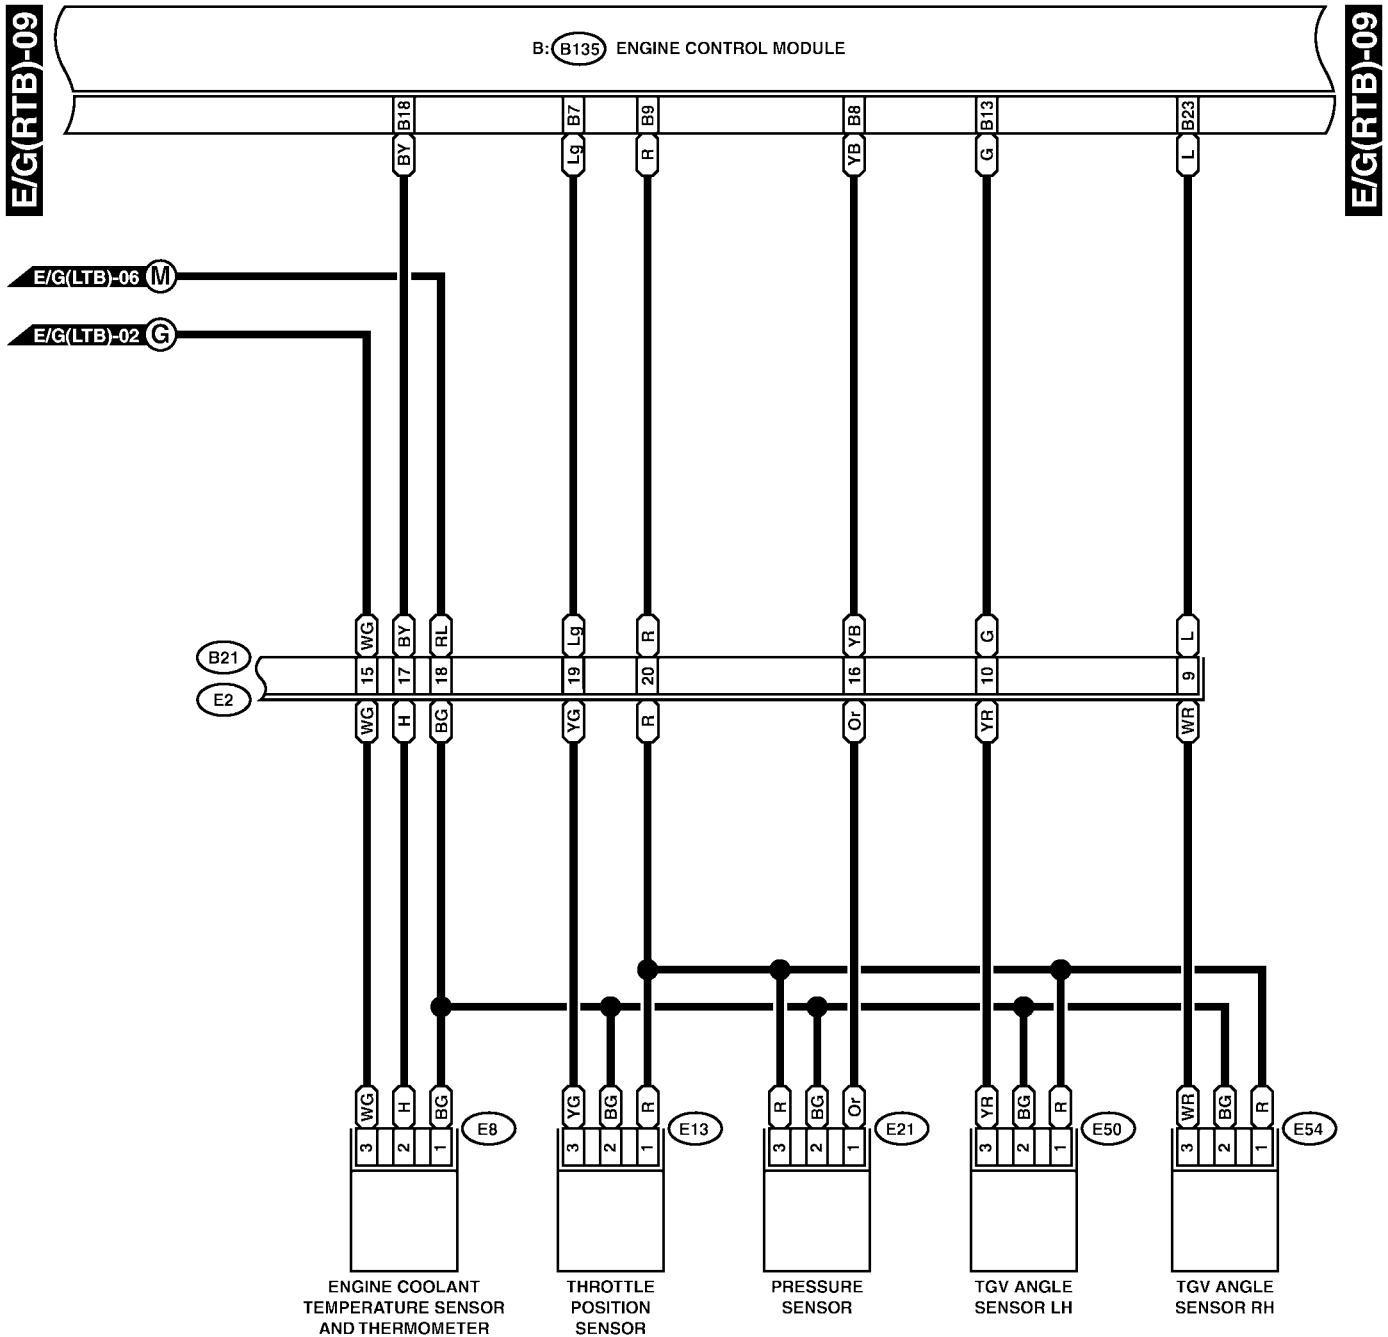 E/G(RTB)-09
B: B135 ENGINE CONTROL MODULE
E/G(RTB)-09
B18 B7 B9 B8 B13 B23
BY Lg R YB G L
E/G(LTB)-06 M
E/G(LTB)-02 G
WG BY RL Lg R YB G L
B21
15 17 18 19 20 16 10 9
E2
WG H BG YG R Or YR WR
WG H BG YG BG R R BG Or YR BG R WR BG R
E8 E13 E21 E50 E54
3 2 1 3 2 1 3 2 1 3 2 1 3 2 1
ENGINE COOLANT
TEMPERATURE SENSOR
AND THERMOMETER
THROTTLE
POSITION
SENSOR
PRESSURE
SENSOR
TGV ANGLE
SENSOR LH
TGV ANGLE
SENSOR RH